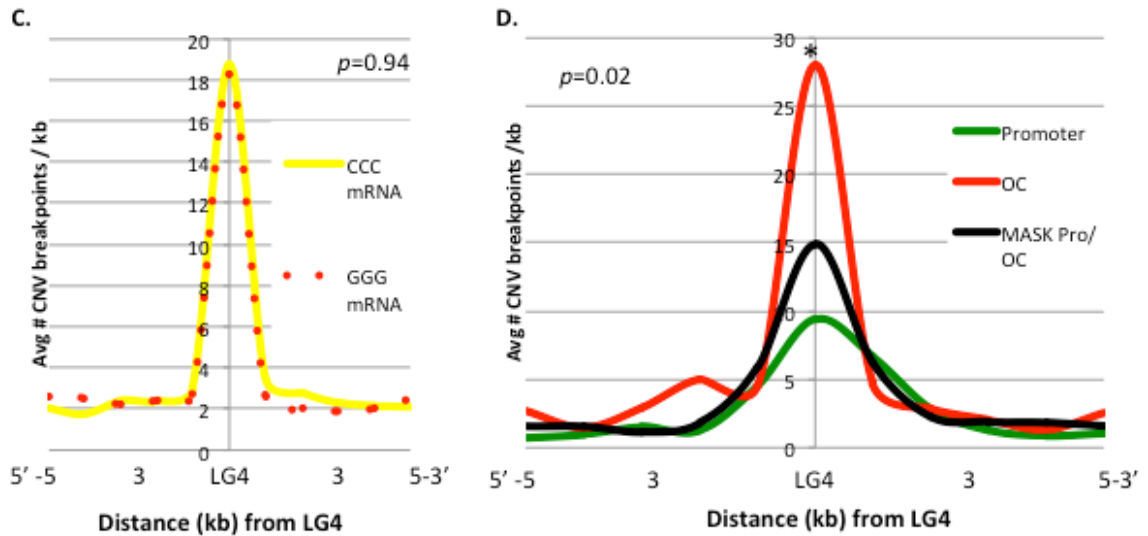 C.
20
18
16
14
12
10
8
6
4
2
0
p=0.94
CCC
mRNA
GGG
mRNA
Avg # CNV breakpoints / kb
5’ -5
3
LG4
3
5-3’
Distance (kb) from LG4
D.
30
25
20
15
10
5
0
*
p=0.02
Promoter
OC
MASK Pro/
OC
Avg # CNV breakpoints /kb
5’ -5
3
LG4
3
5-3’
Distance (kb) from LG4